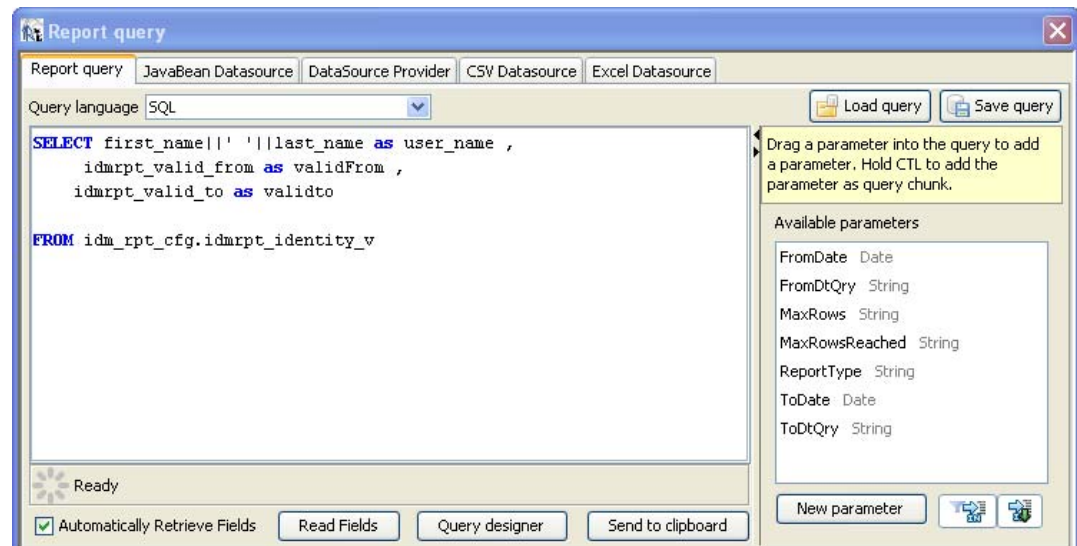 Report query
Report query JavaBean Datasource DataSource Provider CSV Datasource Excel Datasource
Query language SQL Load query Save query
SELECT first_name||' '||last_name as user_name ,
idmrpt_valid_from as validFrom ,
idmrpt_valid_to as validto
FROM idm_rpt_cfg.idmrpt_identity_v
Drag a parameter into the query to add
a parameter. Hold CTL to add the
parameter as query chunk.
Available parameters
FromDate Date
FromDtQry String
MaxRows String
MaxRowsReached String
ReportType String
ToDate Date
ToDtQry String
Ready
Automatically Retrieve Fields Read Fields Query designer Send to clipboard New parameter